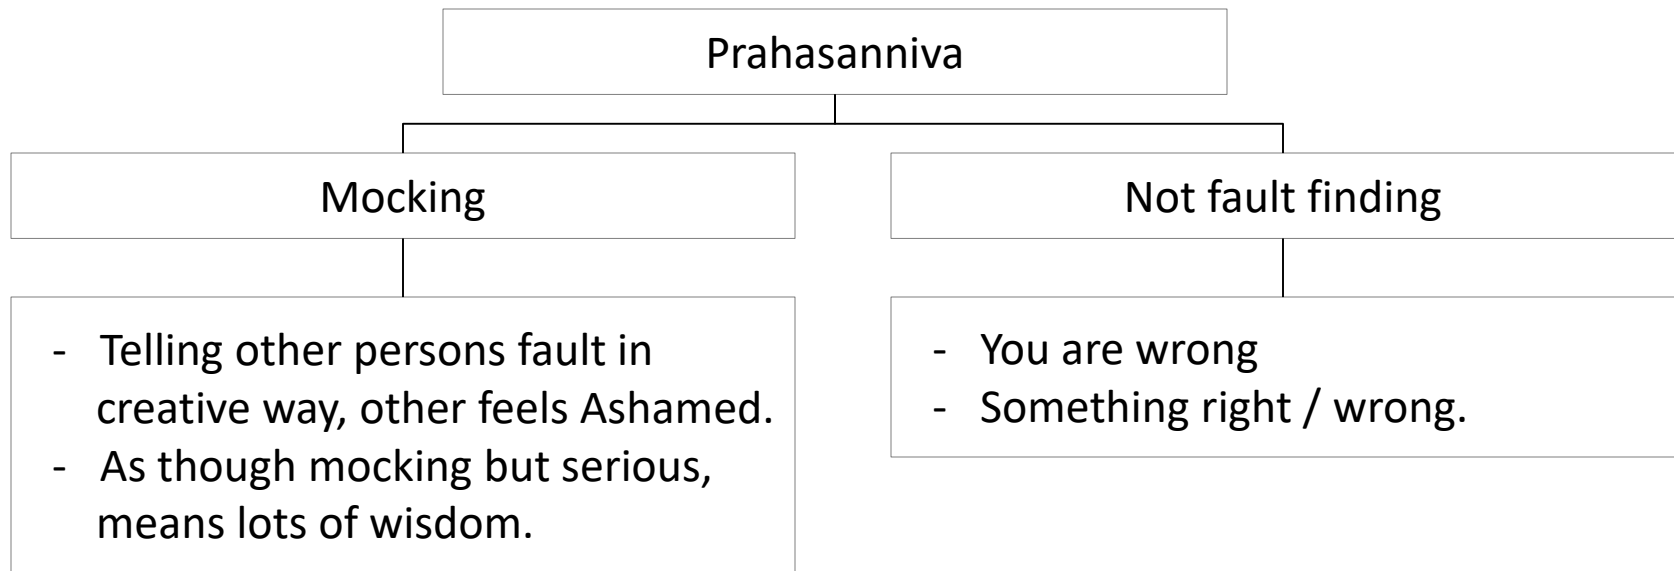 Prahasanniva
Mocking
Not fault finding
- Telling other persons fault in
creative way, other feels Ashamed.
- As though mocking but serious,
means lots of wisdom.
- You are wrong
- Something right / wrong.